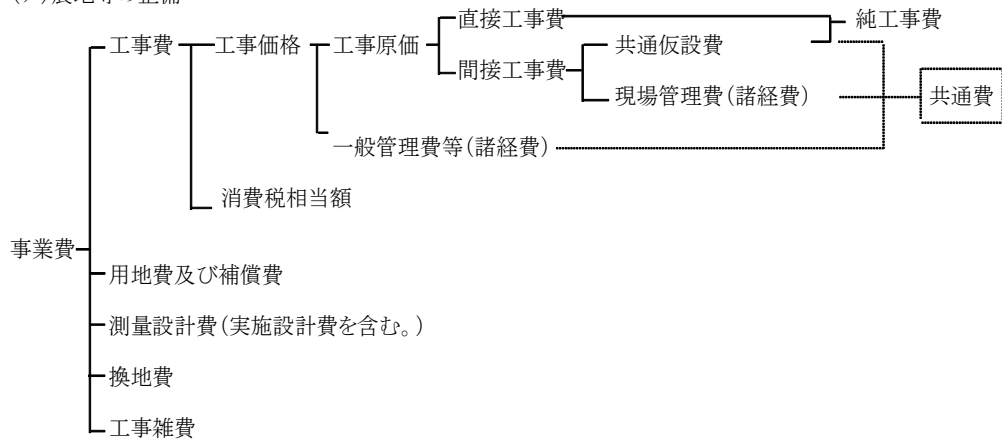 農地等の整備
直接工事費 純工事費
工事費 工事価格 工事原価 共通仮設費
間接工事費
現場管理費(諸経費) 共通費
一般管理費等(諸経費)
消費税相当額
事業費
用地費及び補償費
測量設計費(実施設計費を含む。)
換地費
工事雑費